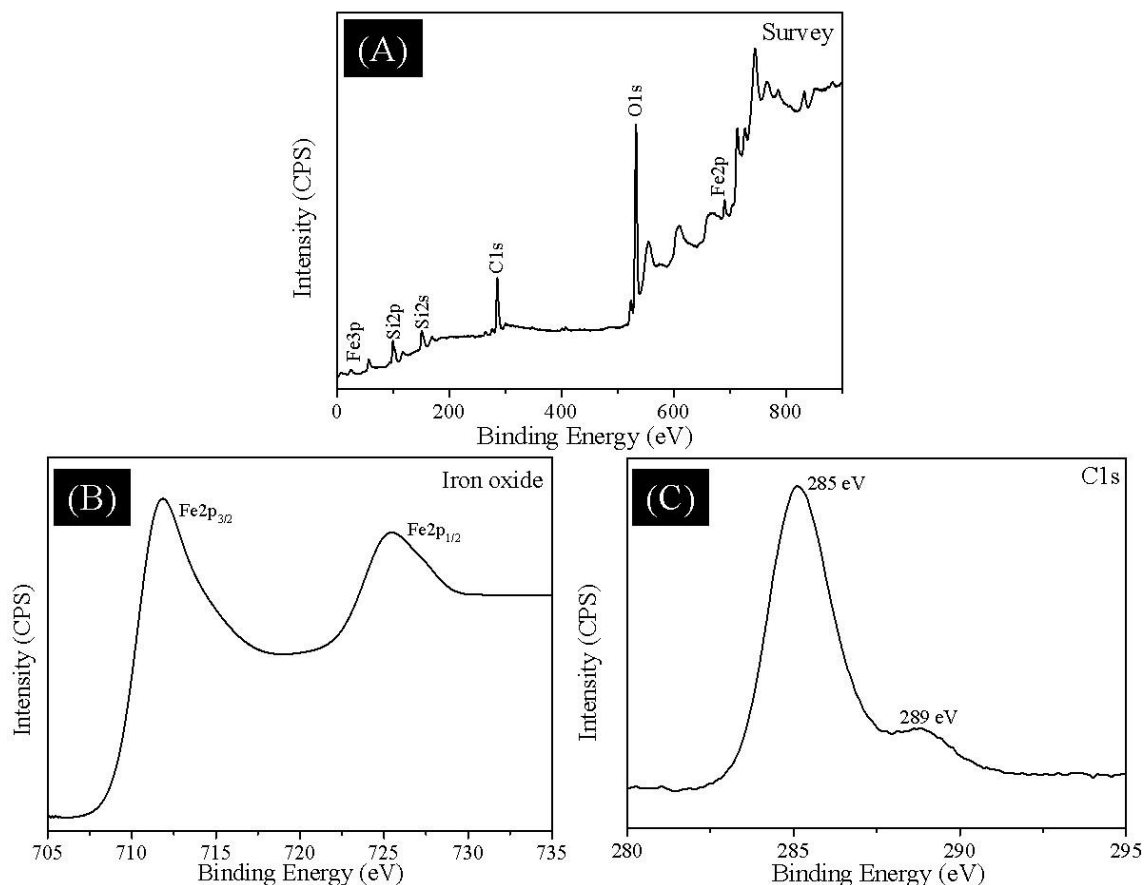 (A)
Survey
Intensity (CPS)
Fe3p
Si2p
Si2s
C1s
O1s
Fe2p
0 200 400 600 800
Binding Energy (eV)
(B)
Iron oxide
Intensity (CPS)
Fe2p3/2
Fe2p1/2
705 710 715 720 725 730 735
Binding Energy (eV)
(C)
C1s
Intensity (CPS)
285 eV
289 eV
280 285 290 295
Binding Energy (eV)